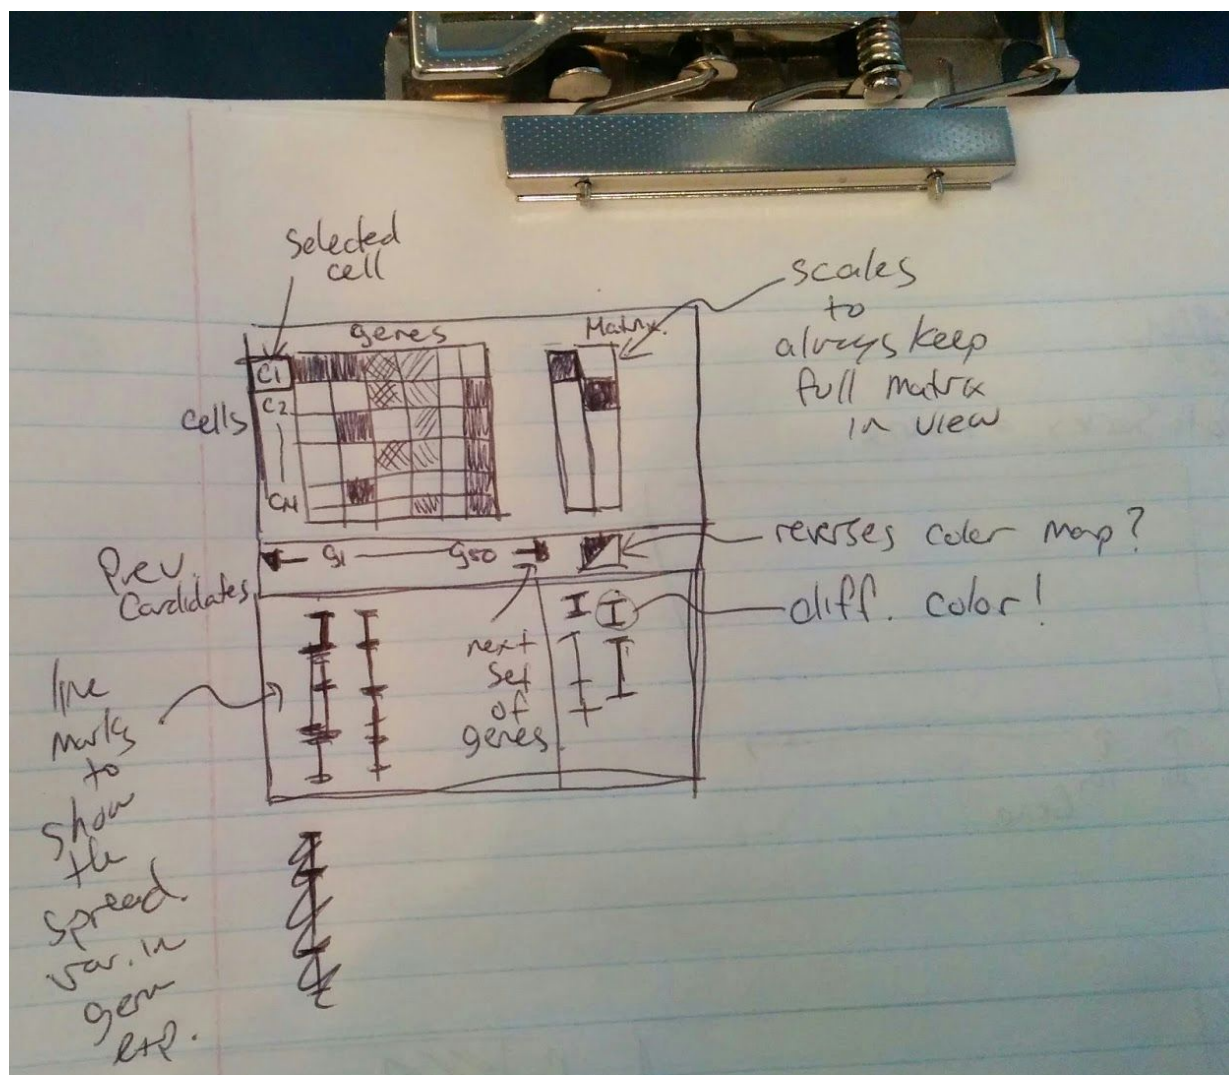 Selected
cell
genes
Matrix.
scales
to
always keep
full matrix
in view
cells
C1
C2
CN
Prev
Candidates
g1
g50
reverses color map?
diff. color!
next
set
of
genes
line
marks
to
show
the
spread.
var. in
gene
exp.